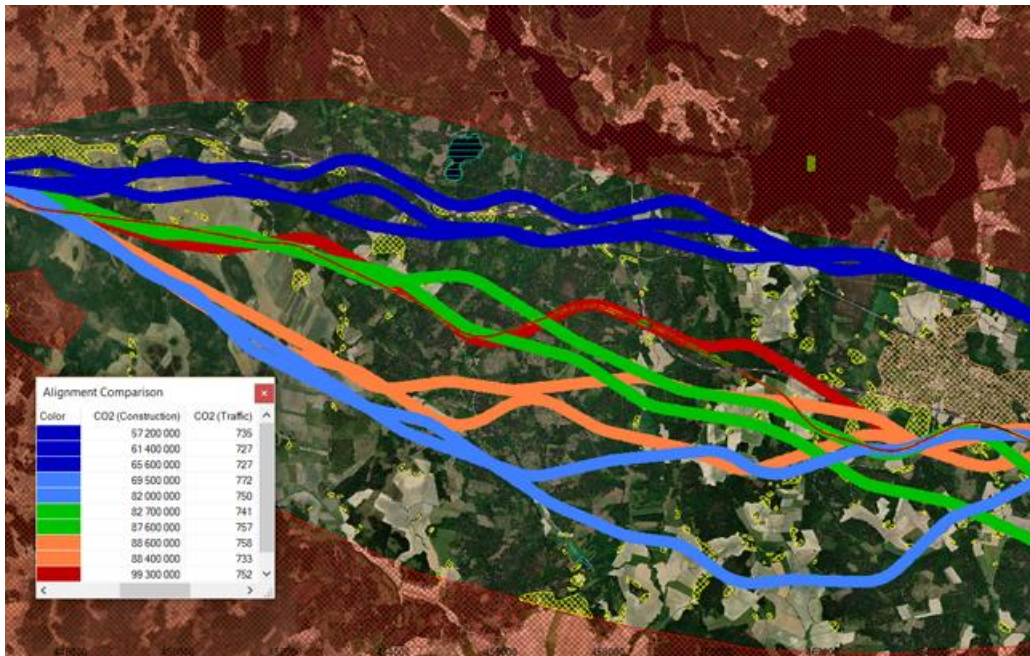 Alignment Comparison
Color CO2 (Construction) CO2 (Traffic)
57 200 000 735
61 400 000 727
65 600 000 727
69 500 000 772
82 000 000 750
82 700 000 741
87 600 000 757
88 600 000 758
88 400 000 733
99 300 000 752